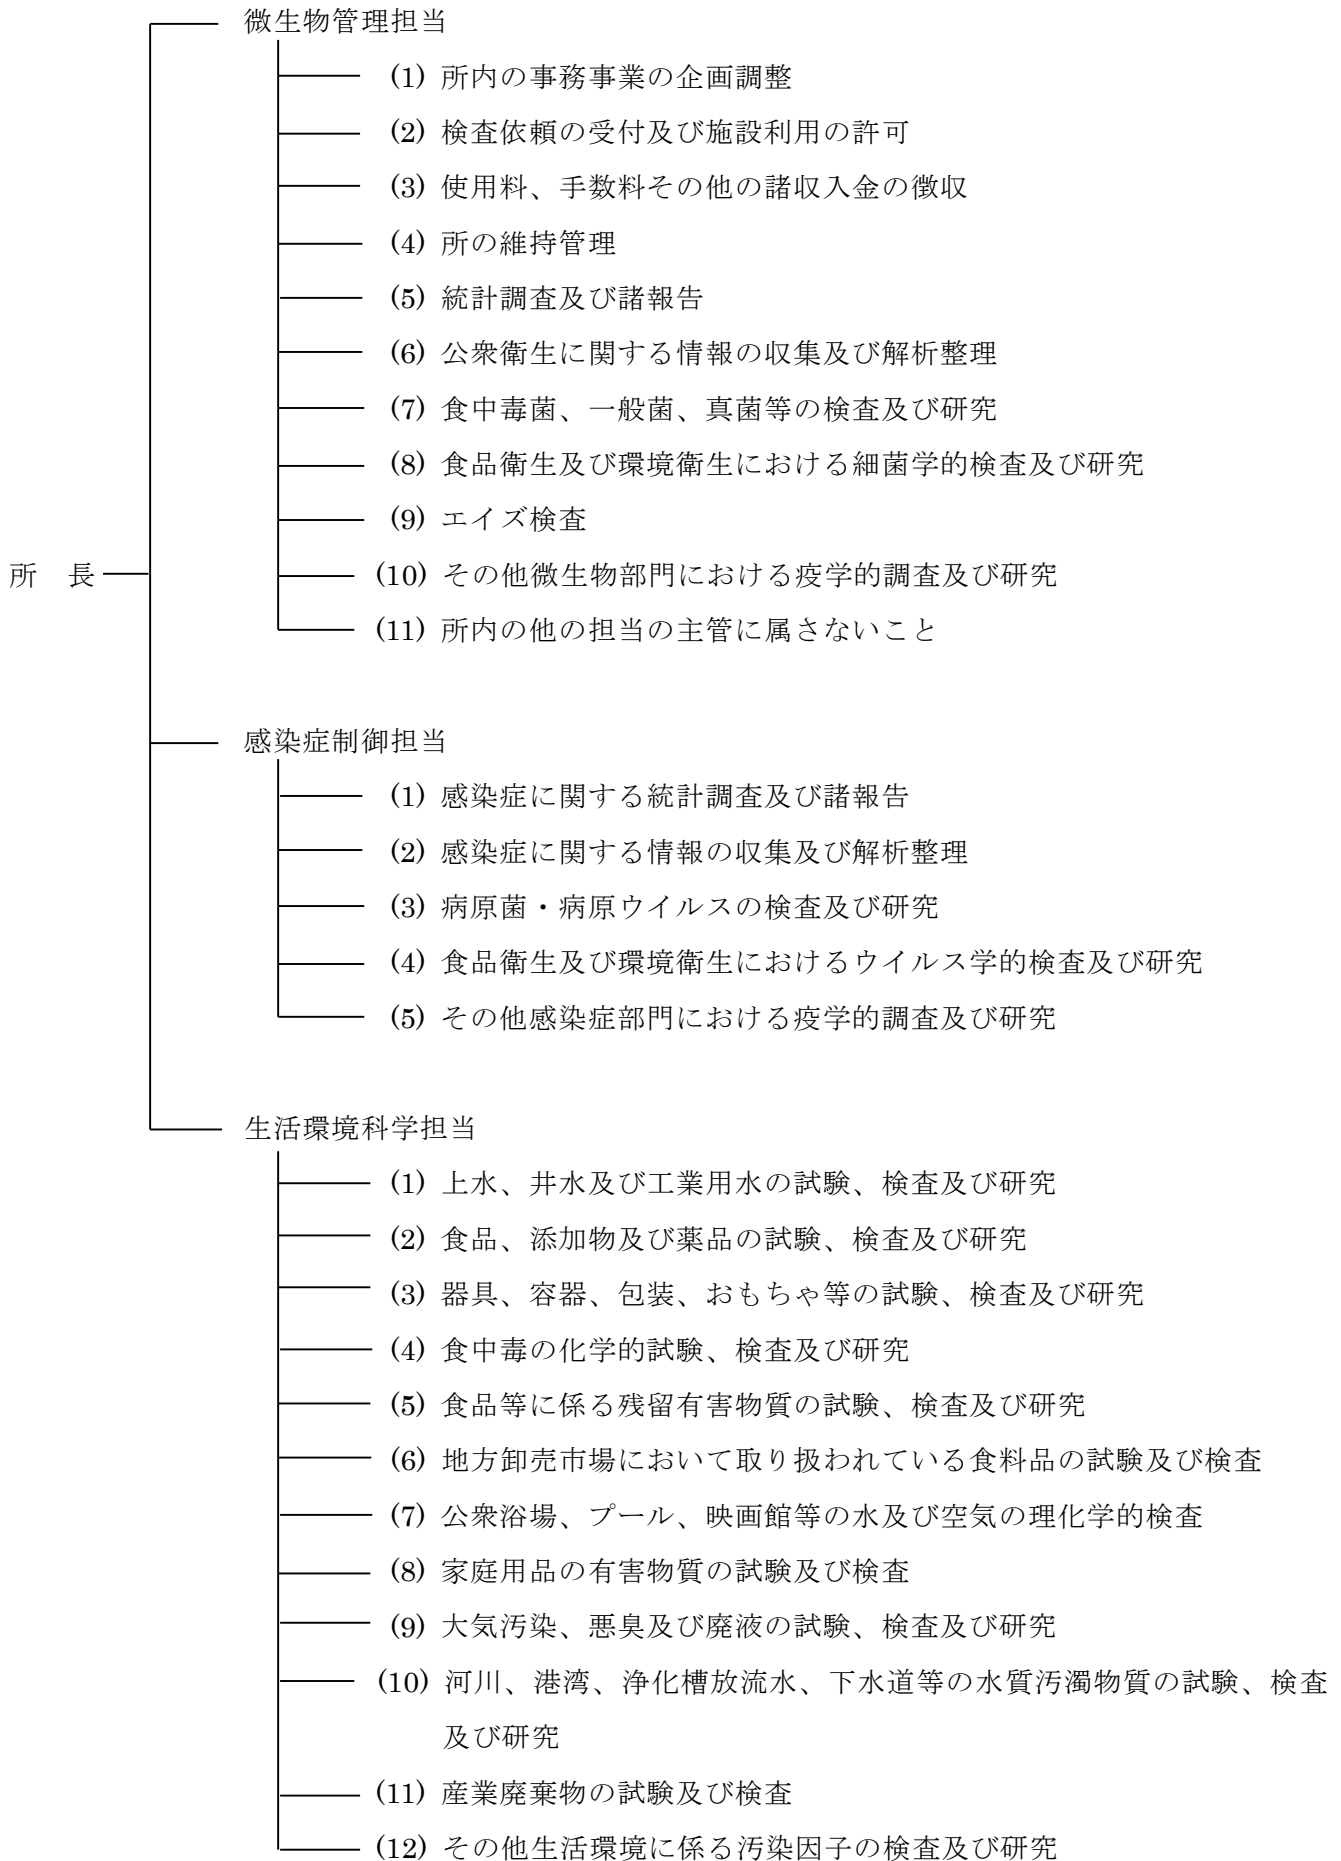 微生物管理担当
(1) 所内の事務事業の企画調整
(2) 検査依頼の受付及び施設利用の許可
(3) 使用料、手数料その他の諸収入金の徴収
(4) 所の維持管理
(5) 統計調査及び諸報告
(6) 公衆衛生に関する情報の収集及び解析整理
(7) 食中毒菌、一般菌、真菌等の検査及び研究
(8) 食品衛生及び環境衛生における細菌学的検査及び研究
(9) エイズ検査
所　長
(10) その他微生物部門における疫学的調査及び研究
(11) 所内の他の担当の主管に属さないこと
感染症制御担当
(1) 感染症に関する統計調査及び諸報告
(2) 感染症に関する情報の収集及び解析整理
(3) 病原菌・病原ウイルスの検査及び研究
(4) 食品衛生及び環境衛生におけるウイルス学的検査及び研究
(5) その他感染症部門における疫学的調査及び研究
生活環境科学担当
(1) 上水、井水及び工業用水の試験、検査及び研究
(2) 食品、添加物及び薬品の試験、検査及び研究
(3) 器具、容器、包装、おもちゃ等の試験、検査及び研究
(4) 食中毒の化学的試験、検査及び研究
(5) 食品等に係る残留有害物質の試験、検査及び研究
(6) 地方卸売市場において取り扱われている食料品の試験及び検査
(7) 公衆浴場、プール、映画館等の水及び空気の理化学的検査
(8) 家庭用品の有害物質の試験及び検査
(9) 大気汚染、悪臭及び廃液の試験、検査及び研究
(10) 河川、港湾、浄化槽放流水、下水道等の水質汚濁物質の試験、検査
及び研究
(11) 産業廃棄物の試験及び検査
(12) その他生活環境に係る汚染因子の検査及び研究